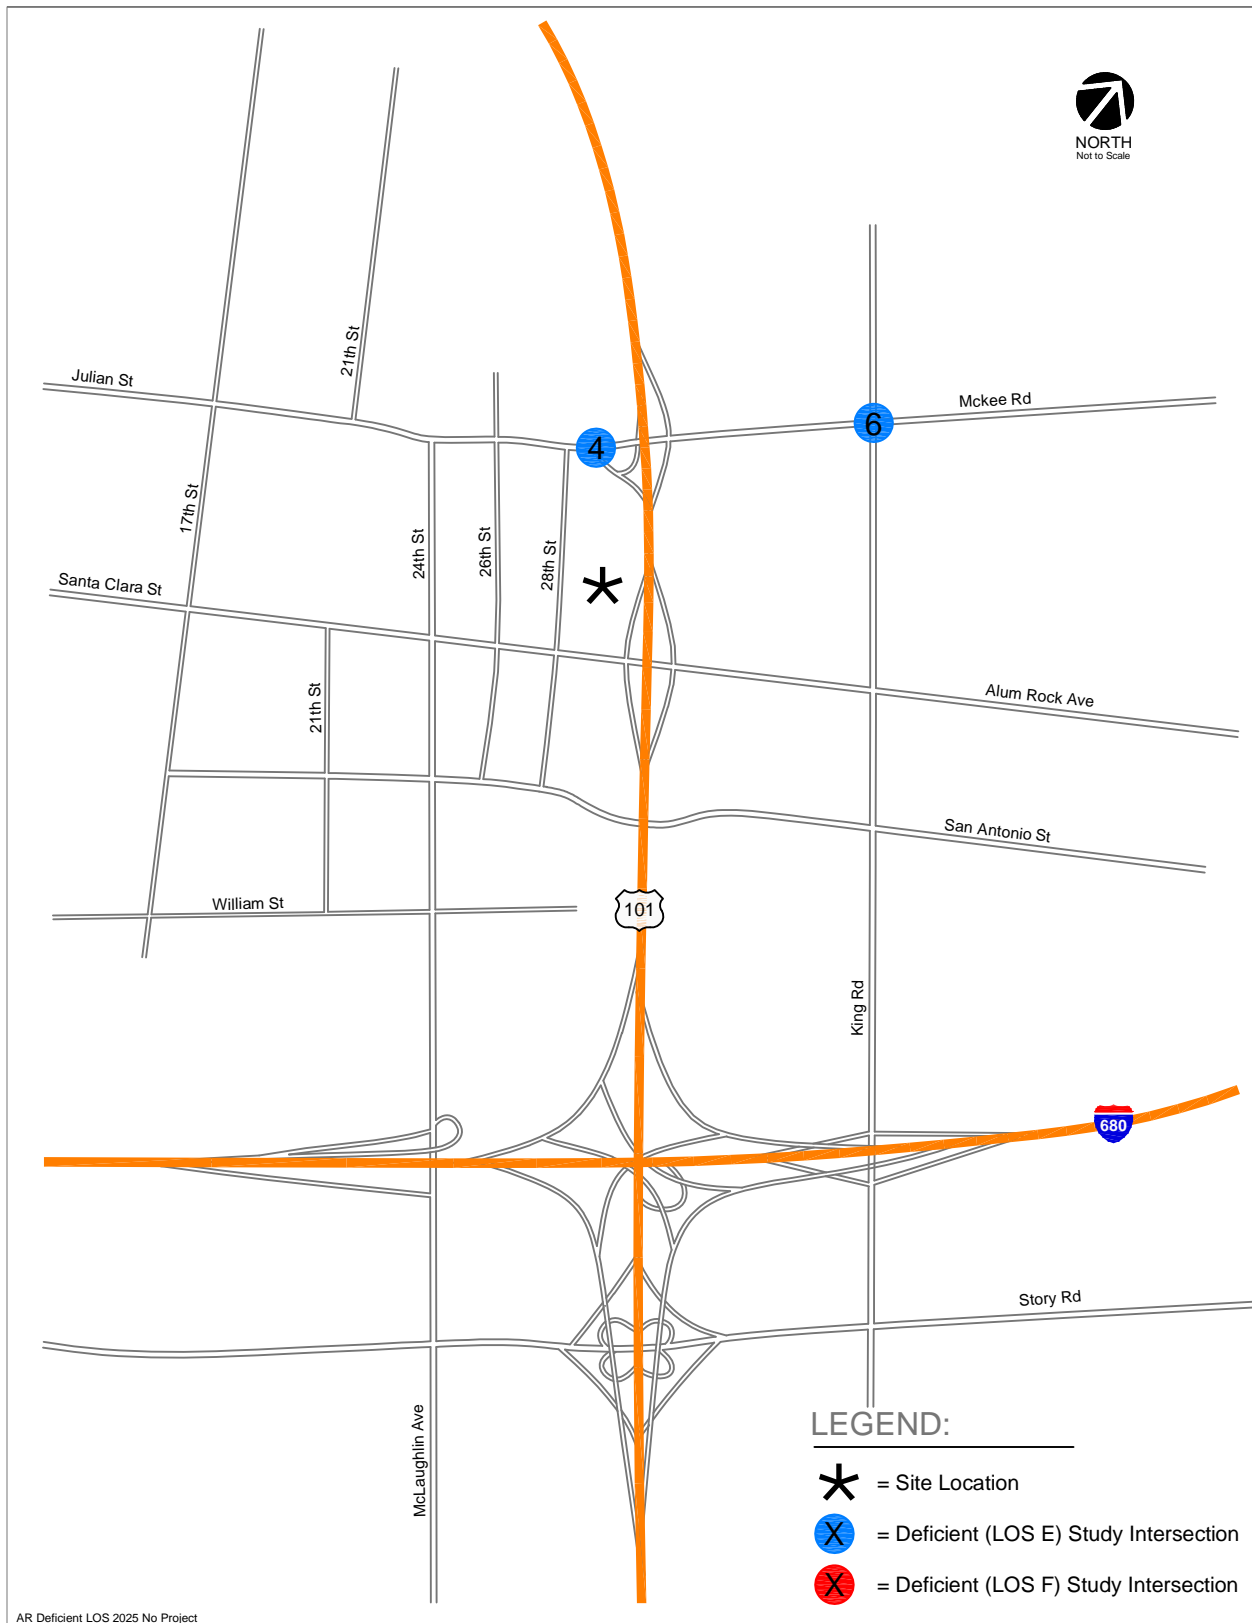 NORTH
Not to Scale
21th St
Julian St
Mckee Rd
4
6
17th St
24th St
26th St
28th St
Santa Clara St
21th St
Alum Rock Ave
San Antonio St
William St
101
King Rd
680
Story Rd
McLaughlin Ave
LEGEND:
= Site Location
X = Deficient (LOS E) Study Intersection
X = Deficient (LOS F) Study Intersection
AR Deficient LOS 2025 No Project